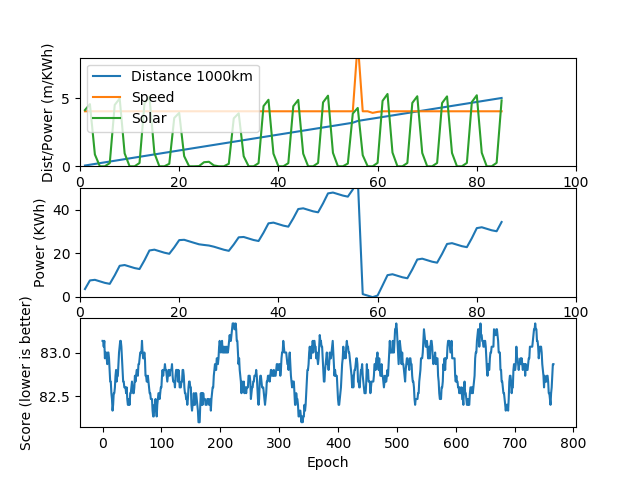 Dist/Power (m/KWh)
5
0
Distance 1000km
Speed
Solar
0 20 40 60 80 100
Power (KWh)
40
20
0
0 20 40 60 80 100
Score (lower is better)
83.0
82.5
0 100 200 300 400 500 600 700 800
Epoch